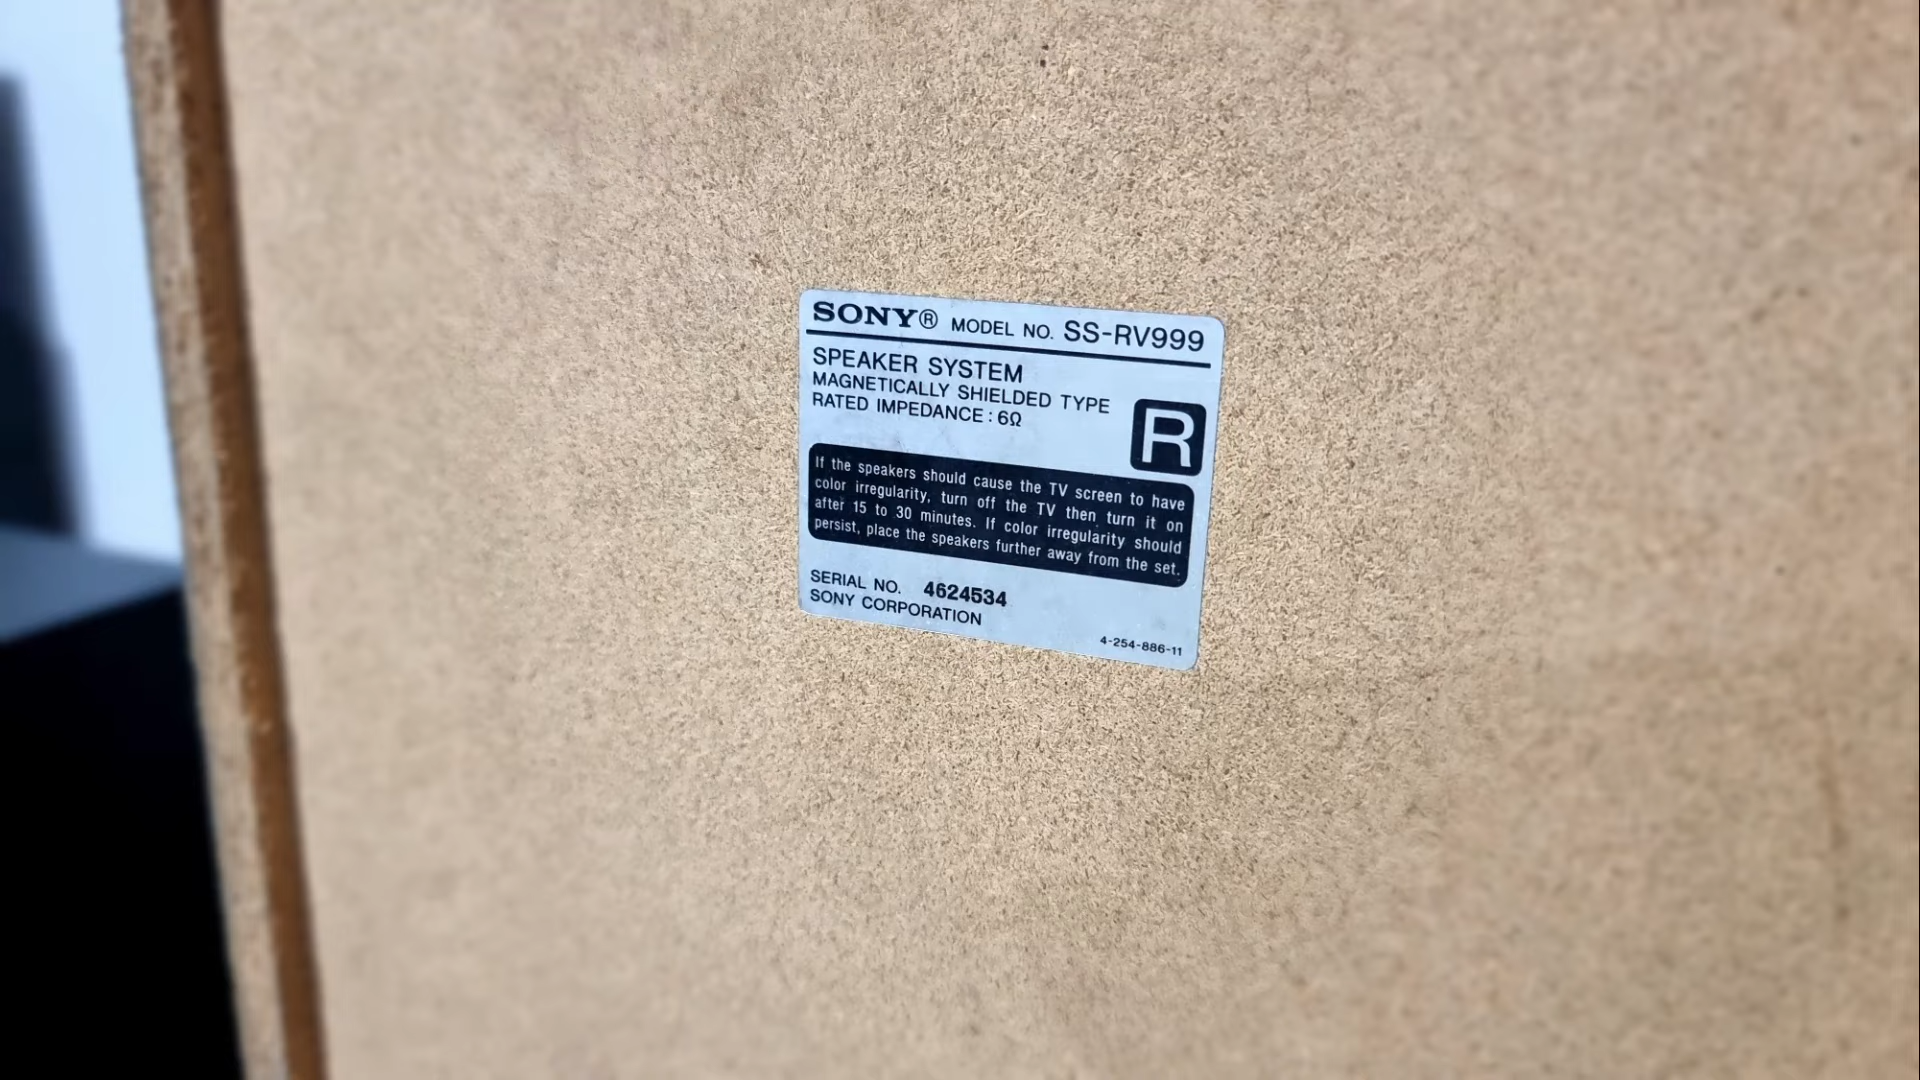 SONY® MODEL NO. SS-RV999
SPEAKER SYSTEM
MAGNETICALLY SHIELDED TYPE
RATED IMPEDANCE : 6Ω
R
If the speakers should cause the TV screen to have
color irregularity, turn off the TV then turn it on
after 15 to 30 minutes. If color irregularity should
persist, place the speakers further away from the set.
SERIAL NO. 4624534
SONY CORPORATION
4-254-886-11